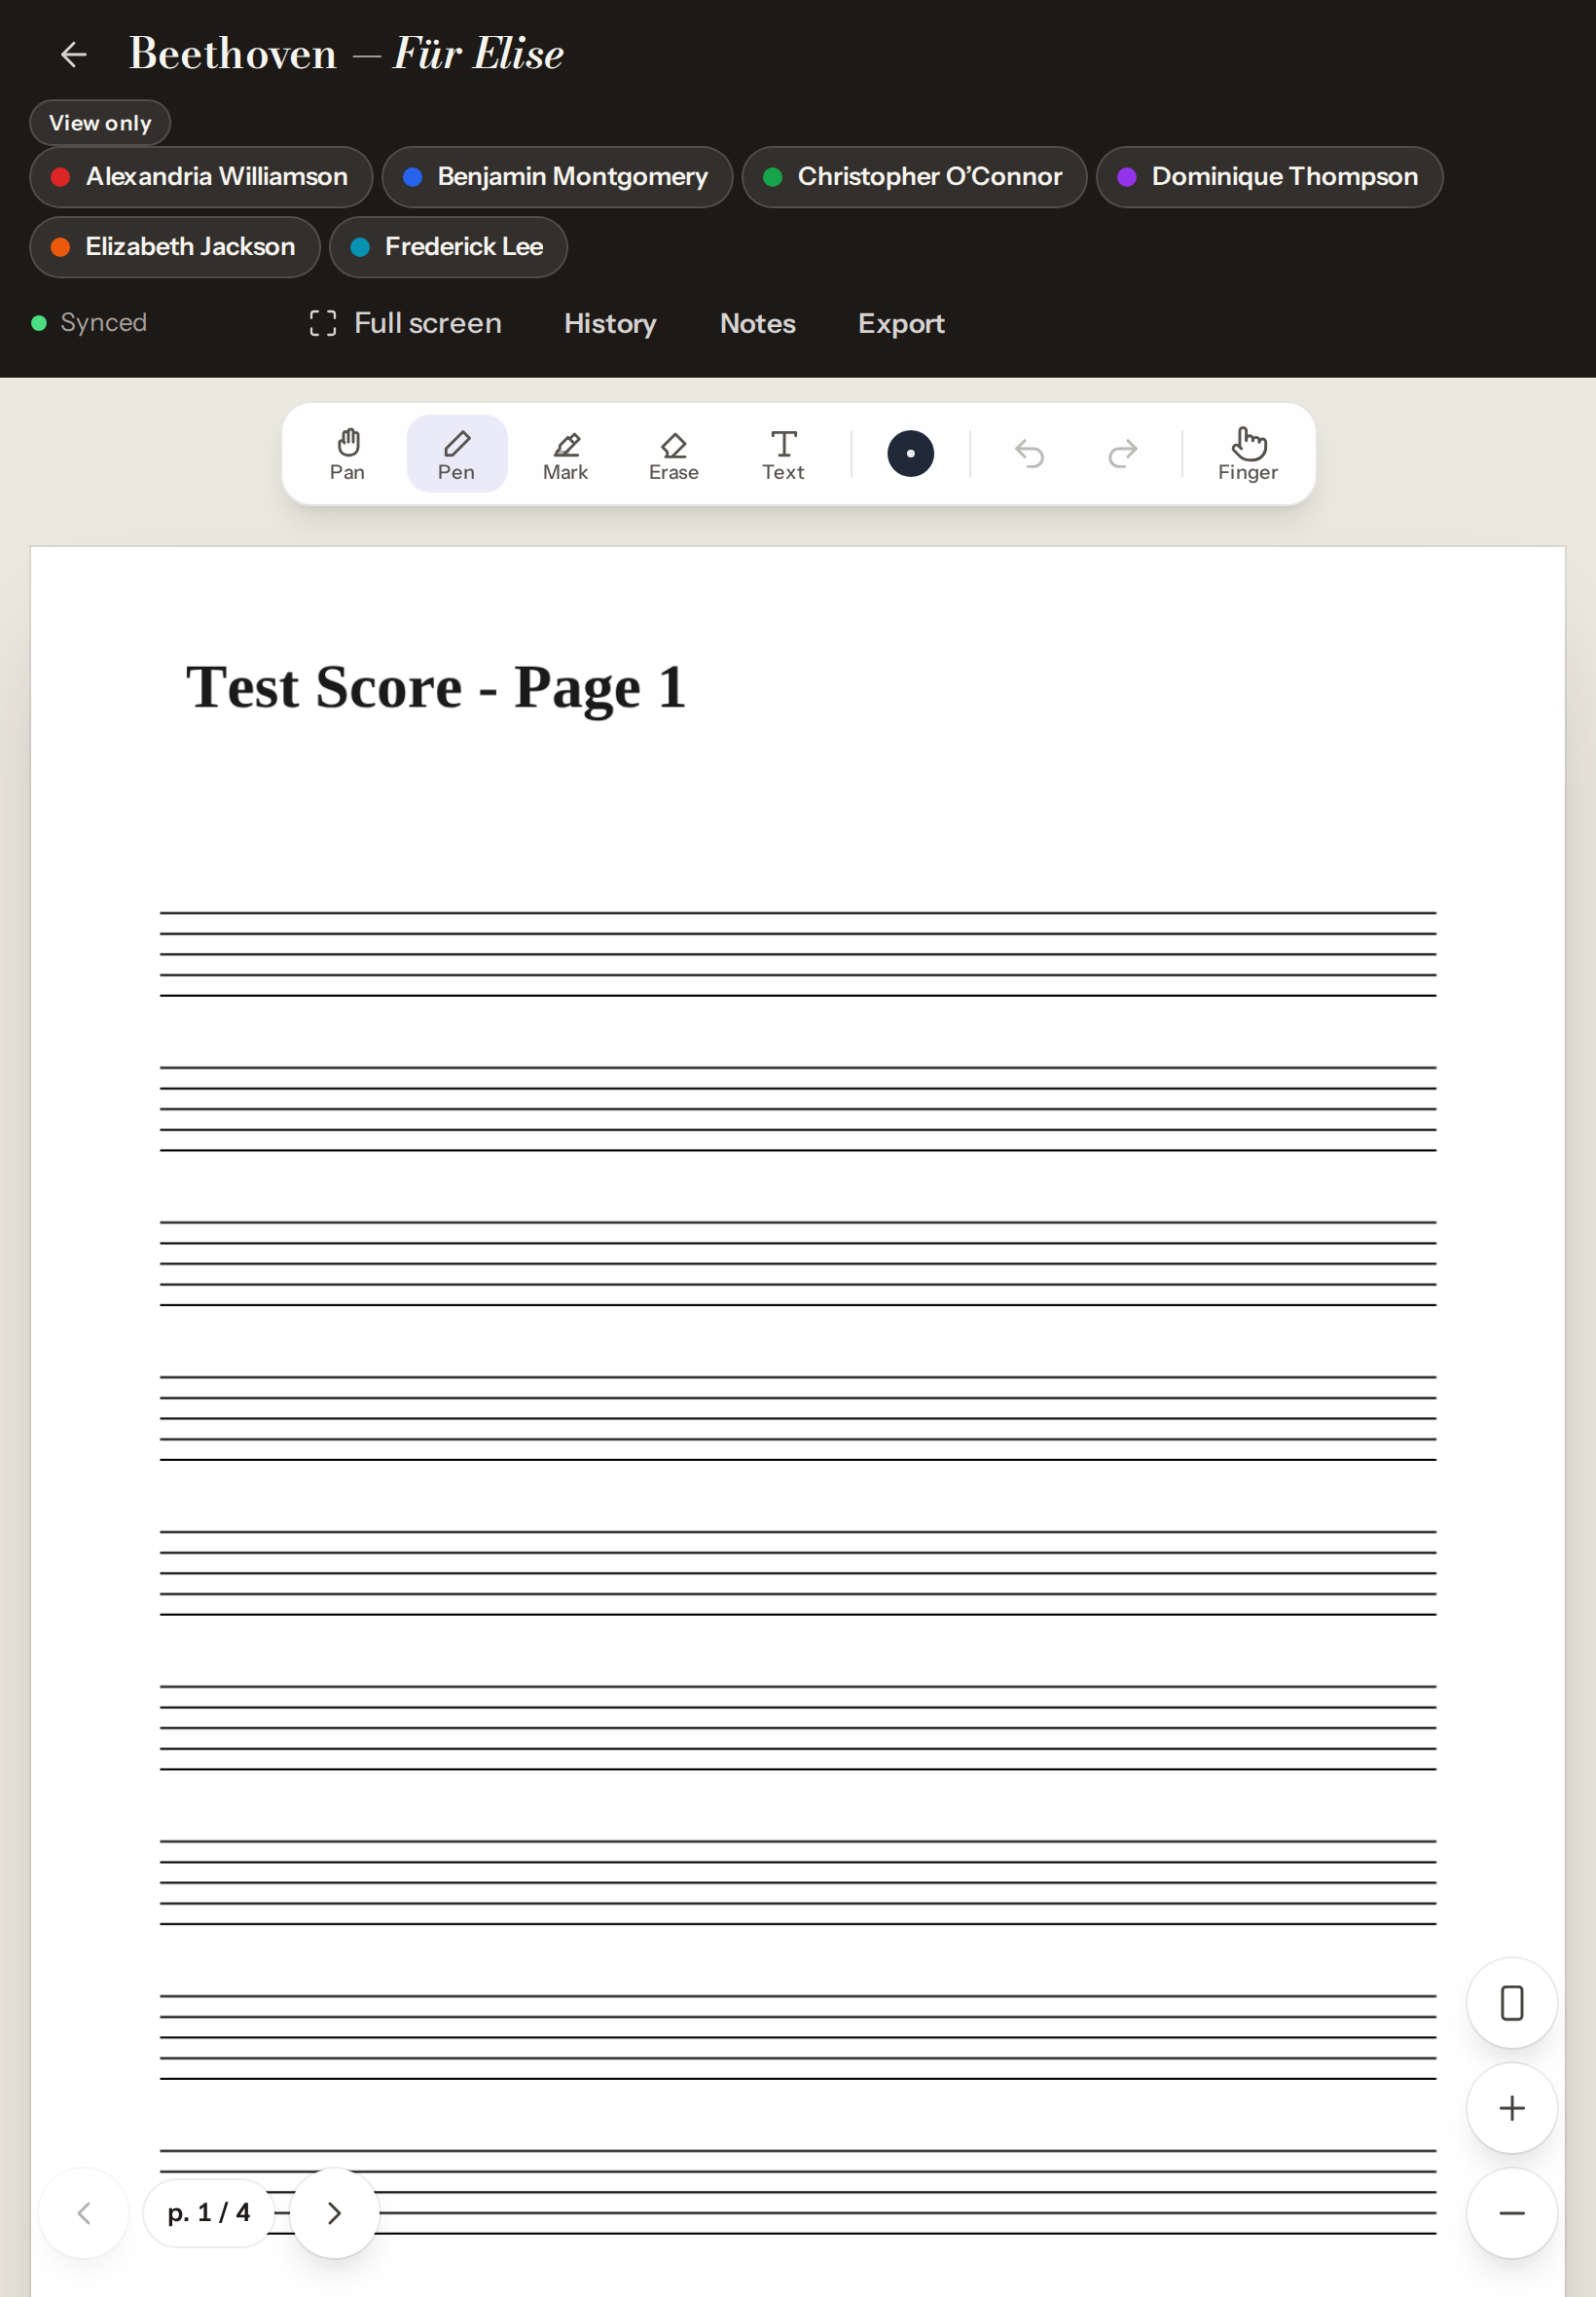 Beethoven — Für Elise
View only
Alexandria Williamson Benjamin Montgomery Christopher O’Connor Dominique Thompson
Elizabeth Jackson Frederick Lee
Synced Full screen History Notes Export
Pan Pen Mark Erase Text Finger
Test Score - Page 1
p. 1 / 4